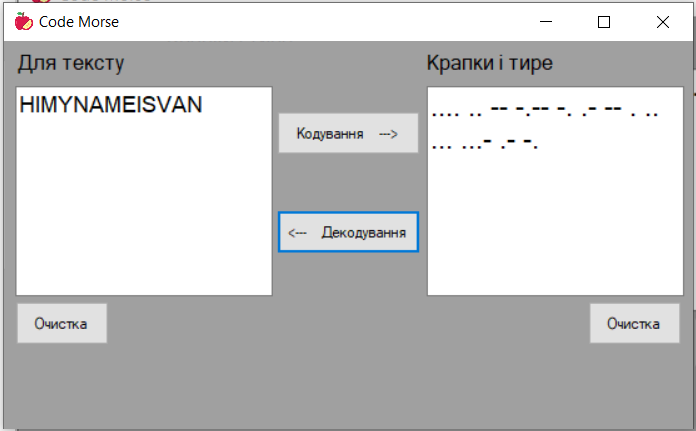 Code Morse
Для тексту
Крапки і тире
HIMYNAMEISVAN
.... .. -- -.-- -. .- -- . ..
... ...- .- -.
Кодування --->
<--- Декодування
Очистка
Очистка